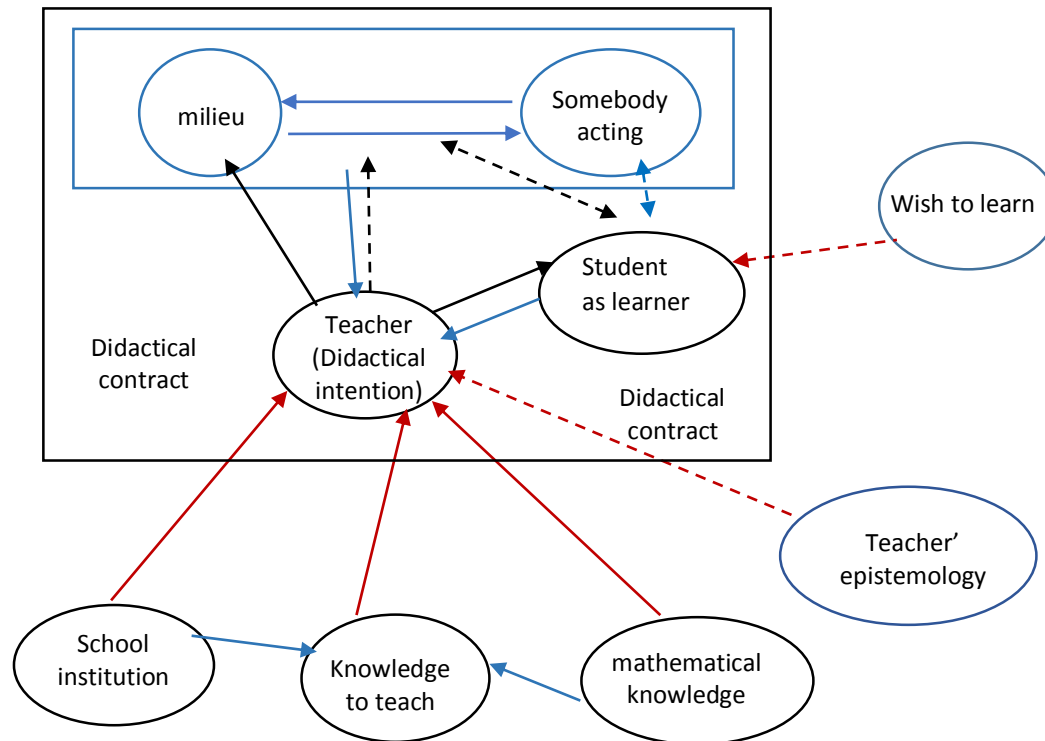 milieu
Somebody
acting
Wish to learn
Student
as learner
Teacher
(Didactical
intention)
Didactical
contract
Didactical
contract
Teacher’
epistemology
School
institution
Knowledge
to teach
mathematical
knowledge